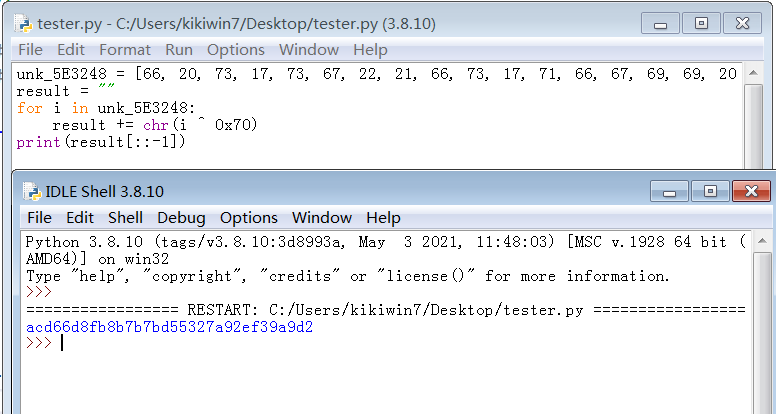 tester.py - C:/Users/kikiwin7/Desktop/tester.py (3.8.10)
File Edit Format Run Options Window Help
unk_5E3248 = [66, 20, 73, 17, 73, 67, 22, 21, 66, 73, 17, 71, 66, 67, 69, 69, 20
result = ""
for i in unk_5E3248:
    result += chr(i ^ 0x70)
print(result[::-1])
IDLE Shell 3.8.10
File Edit Shell Debug Options Window Help
Python 3.8.10 (tags/v3.8.10:3d8993a, May  3 2021, 11:48:03) [MSC v.1928 64 bit (
AMD64)] on win32
Type "help", "copyright", "credits" or "license()" for more information.
>>>
================= RESTART: C:/Users/kikiwin7/Desktop/tester.py =================
acd66d8fb8b7b7bd55327a92ef39a9d2
>>>